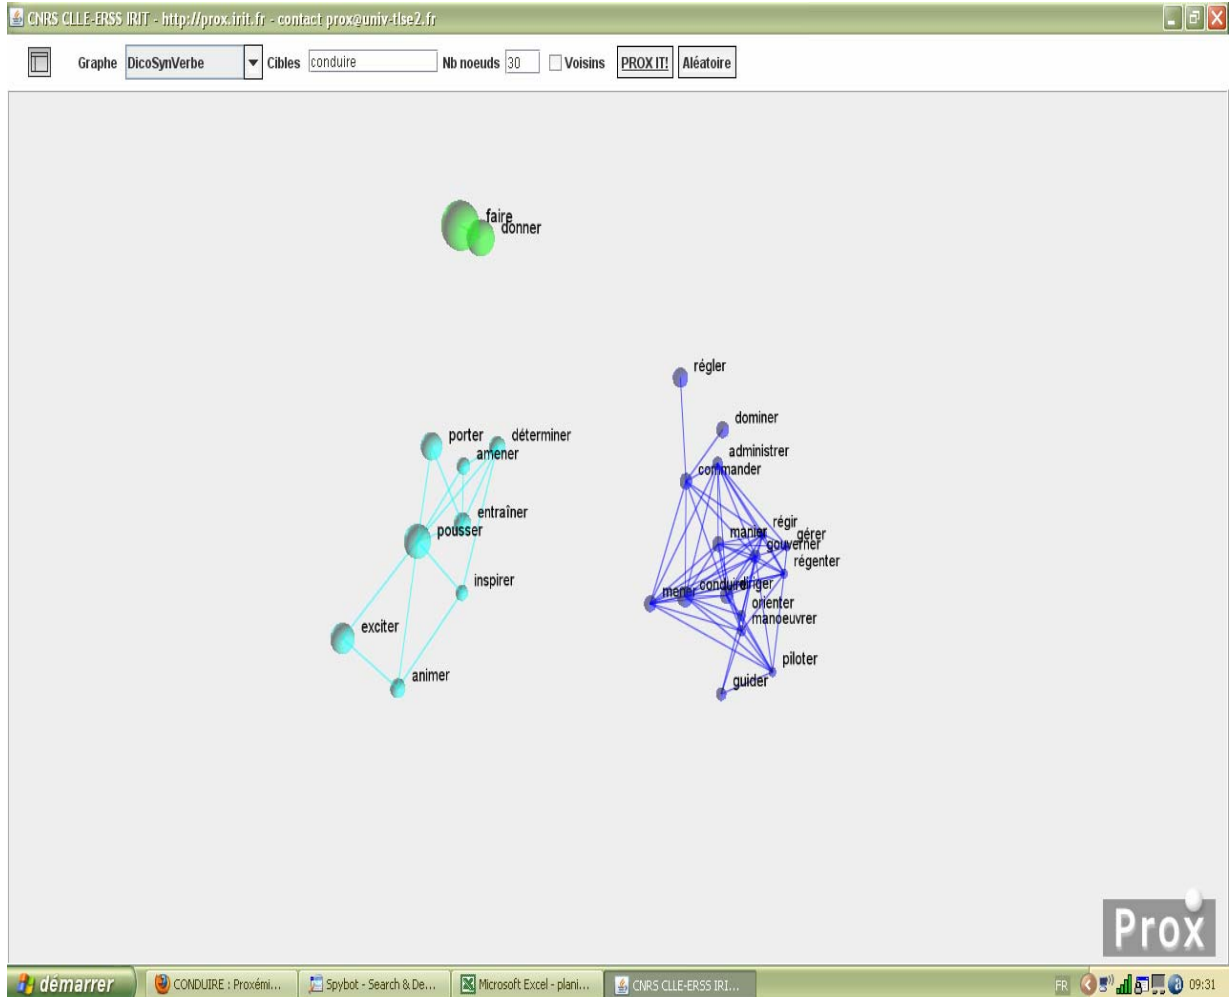 CNRS CLLE-ERSS IRIT - http://prox.irit.fr - contact prox@univ-tlse2.fr
Graphe DicoSynVerbe Cibles conduire Nb noeuds 30 Voisins PROX IT! Aléatoire
faire
donner
régler
dominer
porter
déterminer
amener
administrer
commander
entraîner
pousser
manier
régir
gérer
gouverner
régenter
inspirer
mener
conduire
diriger
orienter
manoeuvrer
exciter
piloter
animer
guider
Prox
démarrer CONDUIRE : Proxémi... Spybot - Search & De... Microsoft Excel - plani... CNRS CLLE-ERSS IRI... FR 09:31